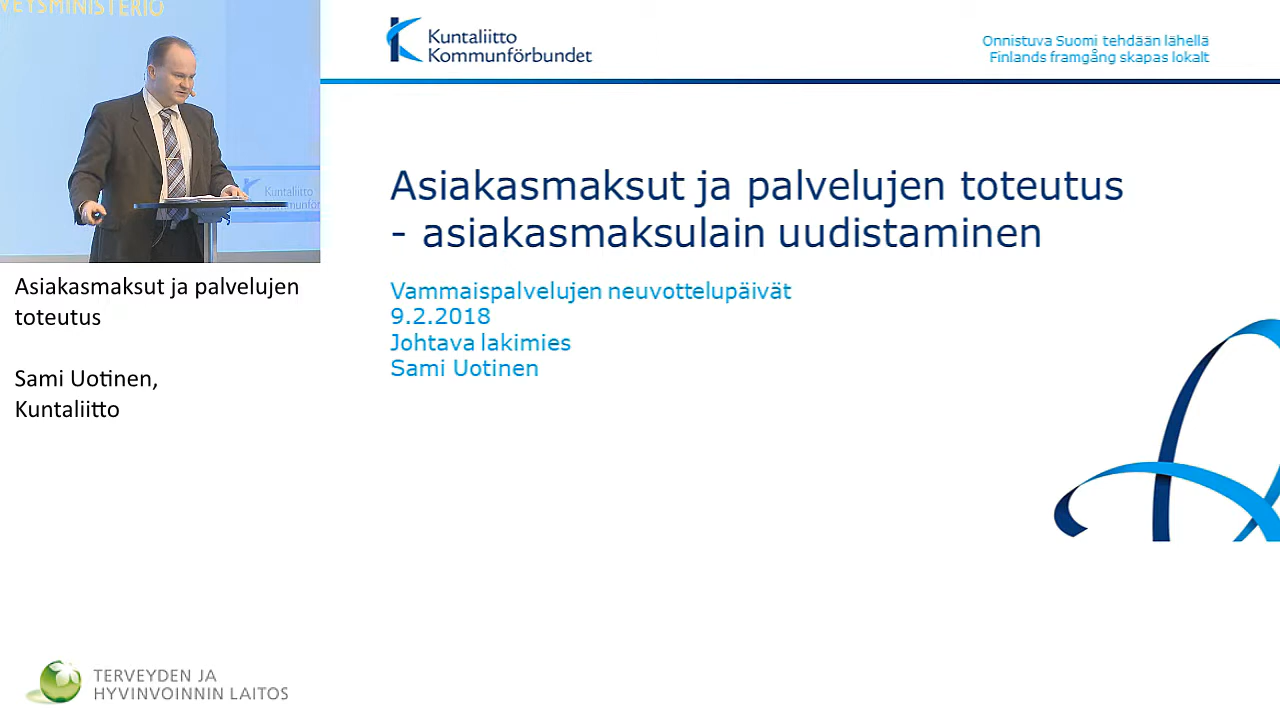 Kuntaliitto
Kommunförbundet
Onnistuva Suomi tehdään lähellä
Finlands framgång skapas lokalt
Asiakasmaksut ja palvelujen toteutus
- asiakasmaksulain uudistaminen
Vammaispalvelujen neuvottelupäivät
9.2.2018
Johtava lakimies
Sami Uotinen
Kuntaliitto
Asiakasmaksut ja palvelujen
toteutus
Sami Uotinen,
Kuntaliitto
TERVEYDEN JA
HYVINVOINNIN LAITOS